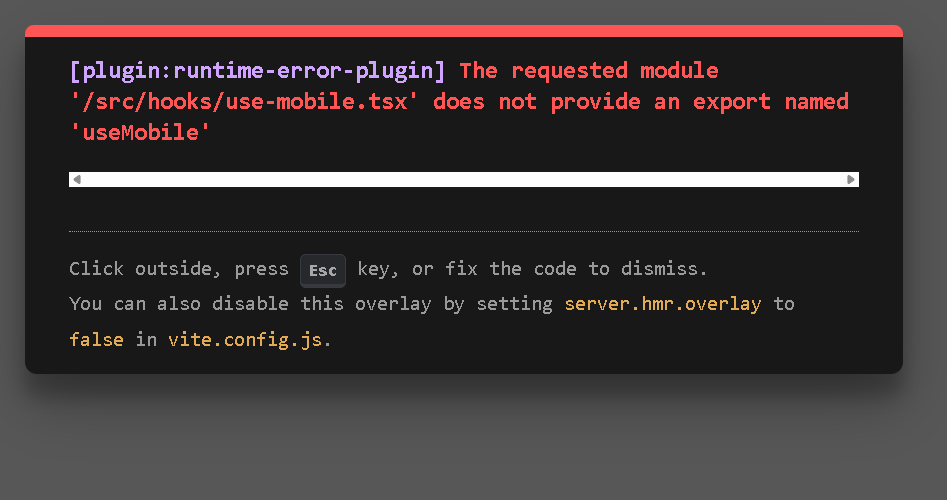 [plugin:runtime-error-plugin] The requested module
'/src/hooks/use-mobile.tsx' does not provide an export named
'useMobile'
Click outside, press Esc key, or fix the code to dismiss.
You can also disable this overlay by setting server.hmr.overlay to
false in vite.config.js.